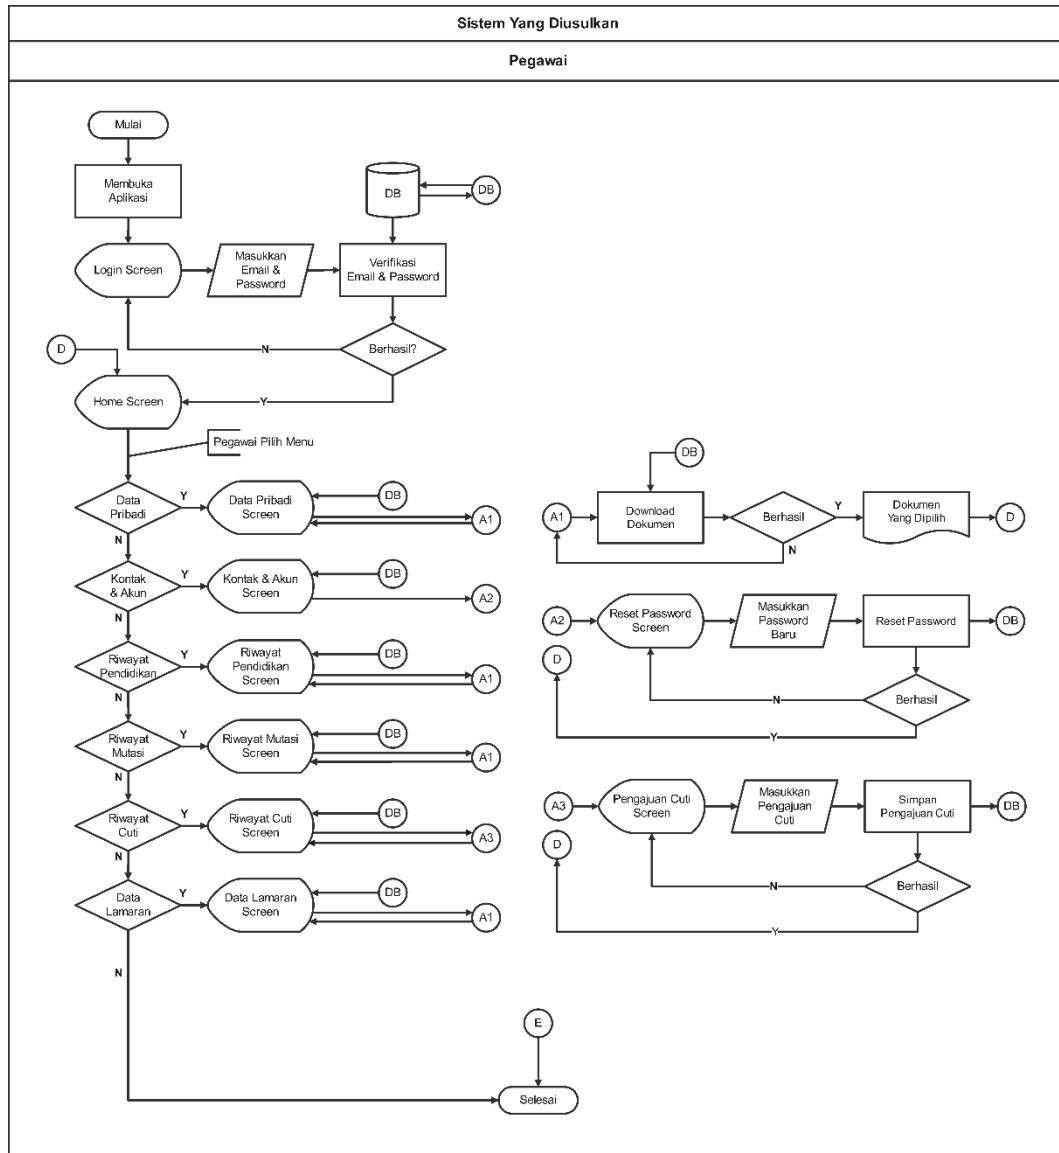 Sistem Yang Diusulkan
Pegawai
Mulai
Membuka
Aplikasi
DB
DB
Login Screen
Masukkan
Email &
Password
Verifikasi
Email & Password
Berhasil?
N
D
Home Screen
Y
Pegawai Pilih Menu
Data
Pribadi
Y
Data Pribadi
Screen
DB
A1
N
Kontak
& Akun
Y
Kontak & Akun
Screen
DB
A2
N
Riwayat
Pendidikan
Y
Riwayat
Pendidikan
Screen
DB
A1
N
Riwayat
Mutasi
Y
Riwayat Mutasi
Screen
DB
A1
N
Riwayat
Cuti
Y
Riwayat Cuti
Screen
DB
A3
N
Data
Lamaran
Y
Data Lamaran
Screen
DB
A1
N
DB
A1
Download
Dokumen
Berhasil
Y
N
Dokumen
Yang Dipilih
D
A2
Reset Password
Screen
Masukkan
Password
Baru
Reset Password
DB
D
N
Berhasil
Y
A3
Pengajuan Cuti
Screen
Masukkan
Pengajuan
Cuti
Simpan
Pengajuan Cuti
DB
D
N
Berhasil
Y
E
Selesai